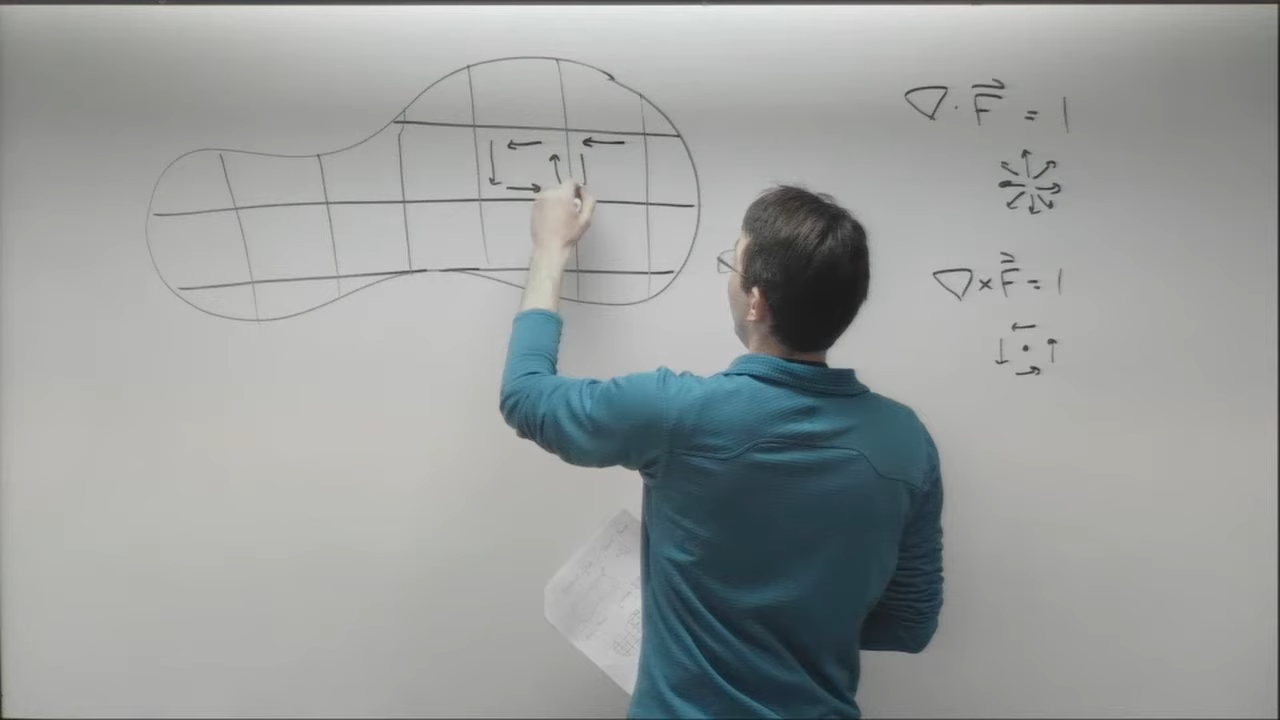 ∇ · F⃗ = 1
∇ × F⃗ = 1